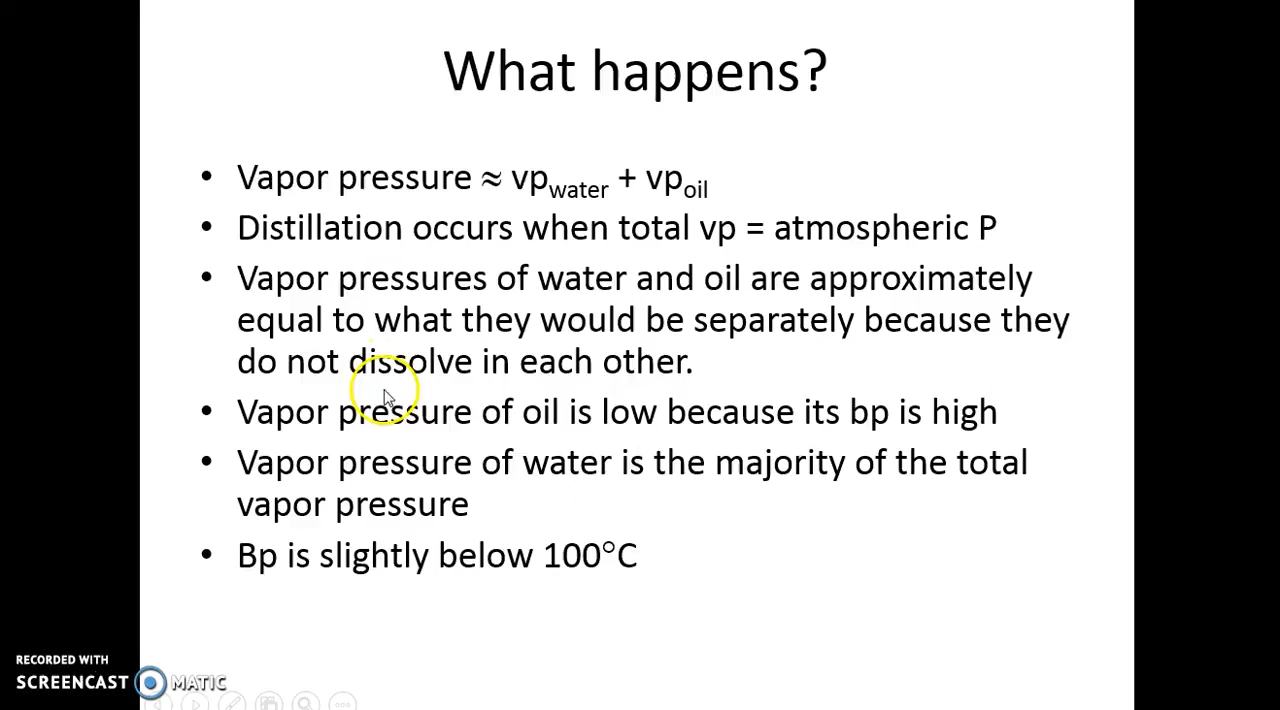 What happens?
• Vapor pressure ≈ vpwater + vpoil
• Distillation occurs when total vp = atmospheric P
• Vapor pressures of water and oil are approximately
equal to what they would be separately because they
do not dissolve in each other.
• Vapor pressure of oil is low because its bp is high
• Vapor pressure of water is the majority of the total
vapor pressure
• Bp is slightly below 100°C
RECORDED WITH
SCREENCAST MATIC